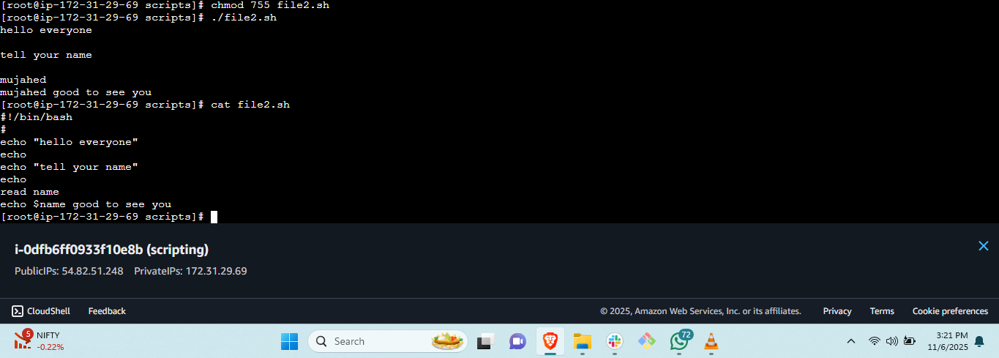 [root@ip-172-31-29-69 scripts]# chmod 755 file2.sh
[root@ip-172-31-29-69 scripts]# ./file2.sh
hello everyone
tell your name
mujahed
mujahed good to see you
[root@ip-172-31-29-69 scripts]# cat file2.sh
#!/bin/bash
#
echo "hello everyone"
echo
echo "tell your name"
echo
read name
echo $name good to see you
[root@ip-172-31-29-69 scripts]#
i-0dfb6ff0933f10e8b (scripting)
PublicIPs: 54.82.51.248 PrivateIPs: 172.31.29.69
CloudShell Feedback © 2025, Amazon Web Services, Inc. or its affiliates. Privacy Terms Cookie preferences
5 NIFTY Search 72 3:21 PM
-0.22% 11/6/2025